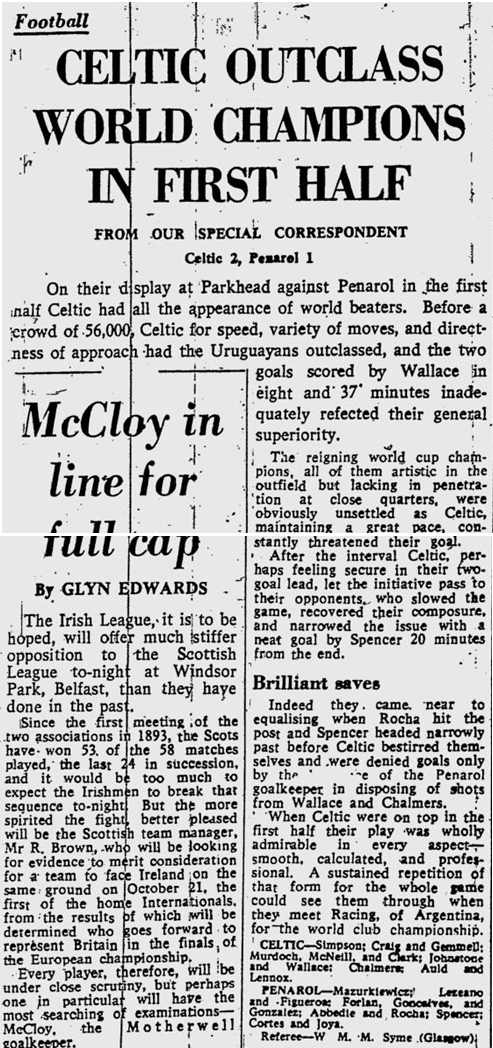 Football
CELTIC OUTCLASS
WORLD CHAMPIONS
IN FIRST HALF
FROM OUR SPECIAL CORRESPONDENT
Celtic 2, Penarol 1
On their display at Parkhead against Penarol in the first
half Celtic had all the appearance of world beaters. Before a
crowd of 56,000, Celtic for speed, variety of moves, and direct-
ness of approach had the Uruguayans outclassed, and the two
goals scored by Wallace in
eight and 37 minutes inade-
quately refected their general
superiority.
The reigning world cup cham-
pions, all of them artistic in the
outfield but lacking in penetra-
tion at close quarters, were
obviously unsettled as Celtic,
maintaining a great pace, con-
stantly threatened their goal.
After the interval Celtic, per-
haps feeling secure in their two-
goal lead, let the initiative pass to
their opponents, who slowed the
game, recovered their composure,
and narrowed the issue with a
neat goal by Spencer 20 minutes
from the end.
Brilliant saves
Indeed they came near to
equalising when Rocha hit the
post and Spencer headed narrowly
past before Celtic bestirred them-
selves and were denied goals only
by the of the Penarol
goalkeeper in disposing of shots
from Wallace and Chalmers.
When Celtic were on top in the
first half their play was wholly
admirable in every aspect—
smooth, calculated, and profes-
sional. A sustained repetition of
that form for the whole game
could see them through when
they meet Racing, of Argentina,
for the world club championship.
CELTIC—Simpson; Craig and Gemmell;
Murdoch, McNeill, and Clark; Johnstone
and Wallace; Chalmers; Auld and
Lennox.
PENAROL—Mazurkiewicz; Lezcano
and Figueroa; Forlan, Goncalves, and
Gonzalez; Abbedie and Rocha; Spencer;
Cortes and Joya.
Referee—W M. M. Syme (Glasgow)
McCloy in
line for
full cap
By GLYN EDWARDS
The Irish League, it is to be
hoped, will offer much stiffer
opposition to the Scottish
League to-night at Windsor
Park, Belfast, than they have
done in the past.
Since the first meeting of the
two associations in 1893, the Scots
have won 53 of the 58 matches
played, the last 24 in succession,
and it would be too much to
expect the Irishmen to break that
sequence to-night. But the more
spirited the fight, better pleased
will be the Scottish team manager,
Mr R. Brown, who will be looking
for evidence to merit consideration
for a team to face Ireland on the
same ground on October 21, the
first of the home Internationals,
from the results of which will be
determined who goes forward to
represent Britain in the finals of
the European championship.
Every player, therefore, will be
under close scrutiny, but perhaps
one in particular will have the
most searching of examinations—
McCloy, the Motherwell
goalkeeper.